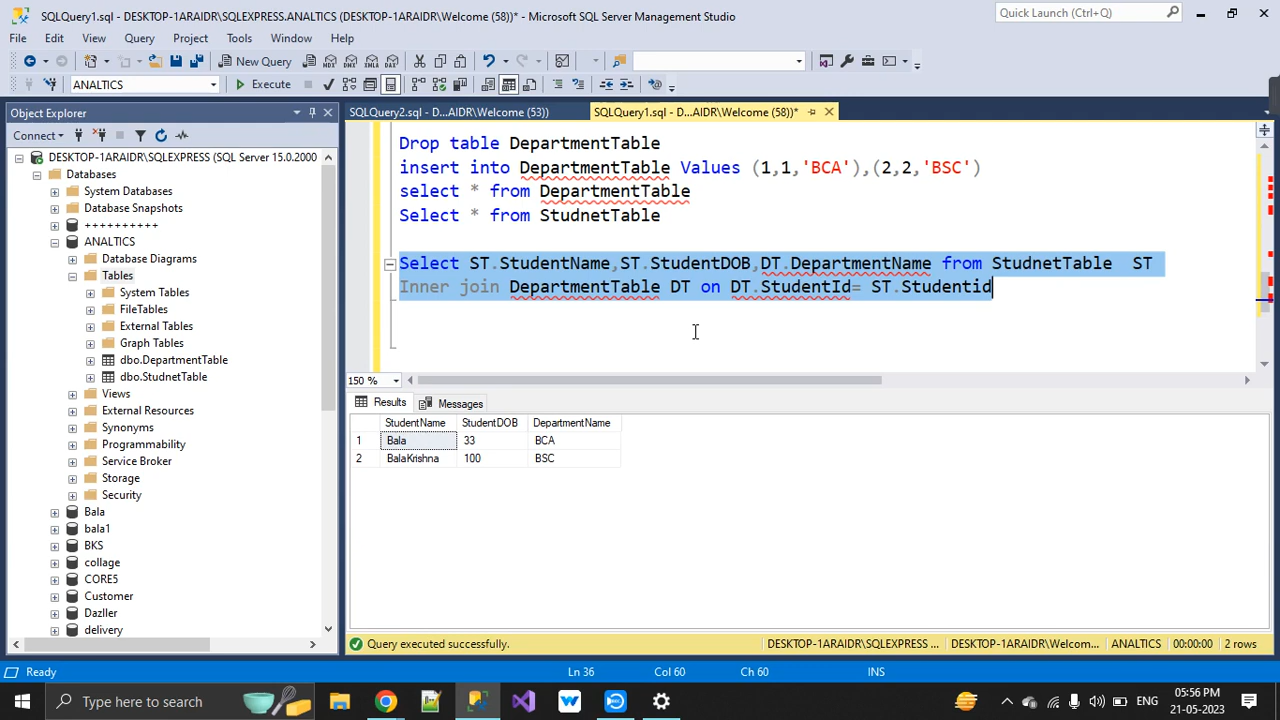 SQLQuery1.sql - DESKTOP-1ARAIDR\SQLEXPRESS.ANALTICS (DESKTOP-1ARAIDR\Welcome (58))* - Microsoft SQL Server Management Studio
Quick Launch (Ctrl+Q)
File Edit View Query Project Tools Window Help
New Query
ANALTICS
Execute
Object Explorer
SQLQuery2.sql - D...AIDR\Welcome (53))
SQLQuery1.sql - D...AIDR\Welcome (58))*
Connect
DESKTOP-1ARAIDR\SQLEXPRESS (SQL Server 15.0.2000
Databases
System Databases
Database Snapshots
++++++++++
ANALTICS
Database Diagrams
Tables
System Tables
FileTables
External Tables
Graph Tables
dbo.DepartmentTable
dbo.StudnetTable
Views
External Resources
Synonyms
Programmability
Service Broker
Storage
Security
Bala
bala1
BKS
collage
CORE5
Customer
Dazller
delivery
Drop table DepartmentTable
insert into DepartmentTable Values (1,1,'BCA'),(2,2,'BSC')
select * from DepartmentTable
Select * from StudnetTable
Select ST.StudentName,ST.StudentDOB,DT.DepartmentName from StudnetTable ST
Inner join DepartmentTable DT on DT.StudentId= ST.Studentid
150 %
Results Messages
StudentName StudentDOB DepartmentName
1 Bala 33 BCA
2 BalaKrishna 100 BSC
Query executed successfully.
DESKTOP-1ARAIDR\SQLEXPRESS ... DESKTOP-1ARAIDR\Welcom... ANALTICS 00:00:00 2 rows
Ready
Ln 36 Col 60 Ch 60 INS
Type here to search
ENG
05:56 PM
21-05-2023